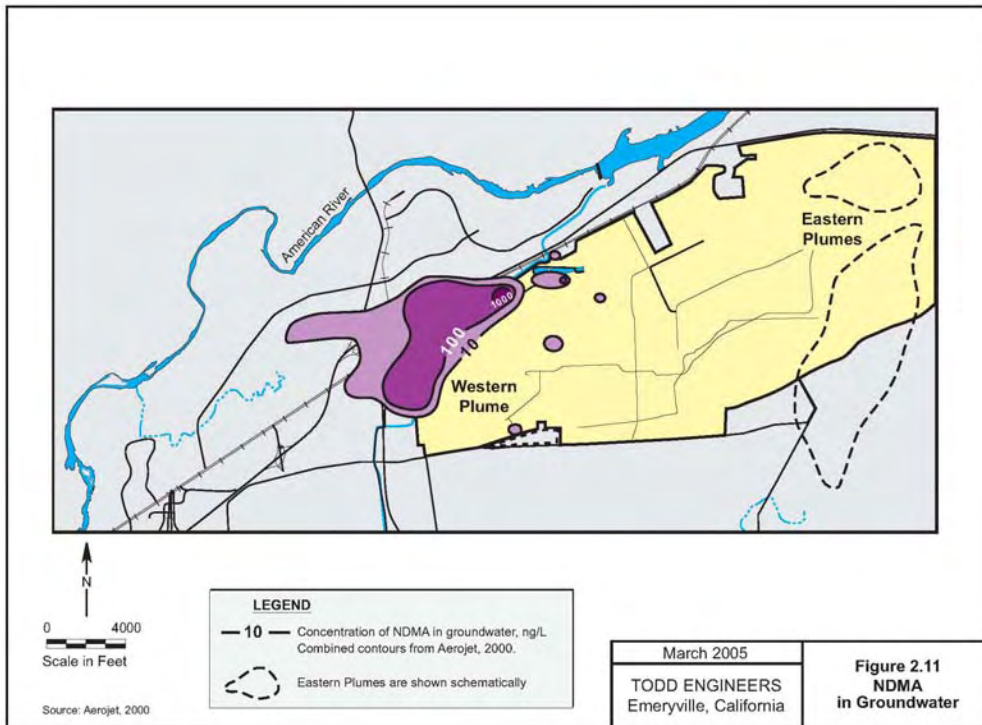 American River
Eastern
Plumes
1000
100
10
Western
Plume
N
0 4000
Scale in Feet
Source: Aerojet, 2000
LEGEND
10 Concentration of NDMA in groundwater, ng/L
Combined contours from Aerojet, 2000.
Eastern Plumes are shown schematically
March 2005
TODD ENGINEERS
Emeryville, California
Figure 2.11
NDMA
in Groundwater